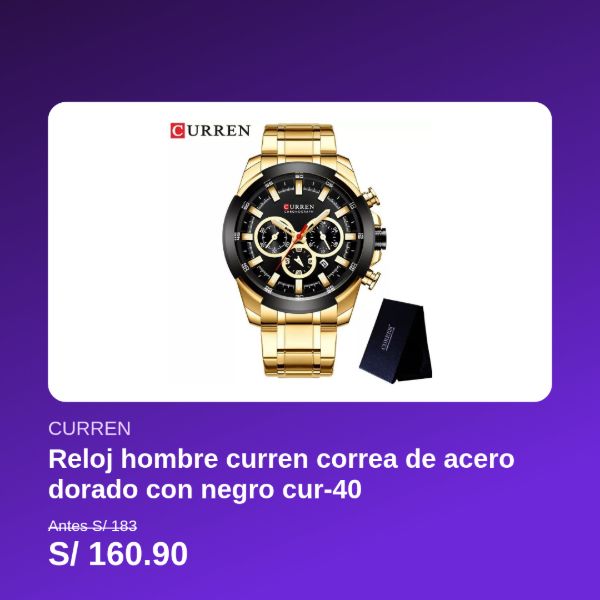 CURREN
CURREN
CHRONOGRAPH
CURREN
CURREN
Reloj hombre curren correa de acero
dorado con negro cur-40
Antes S/ 183
S/ 160.90